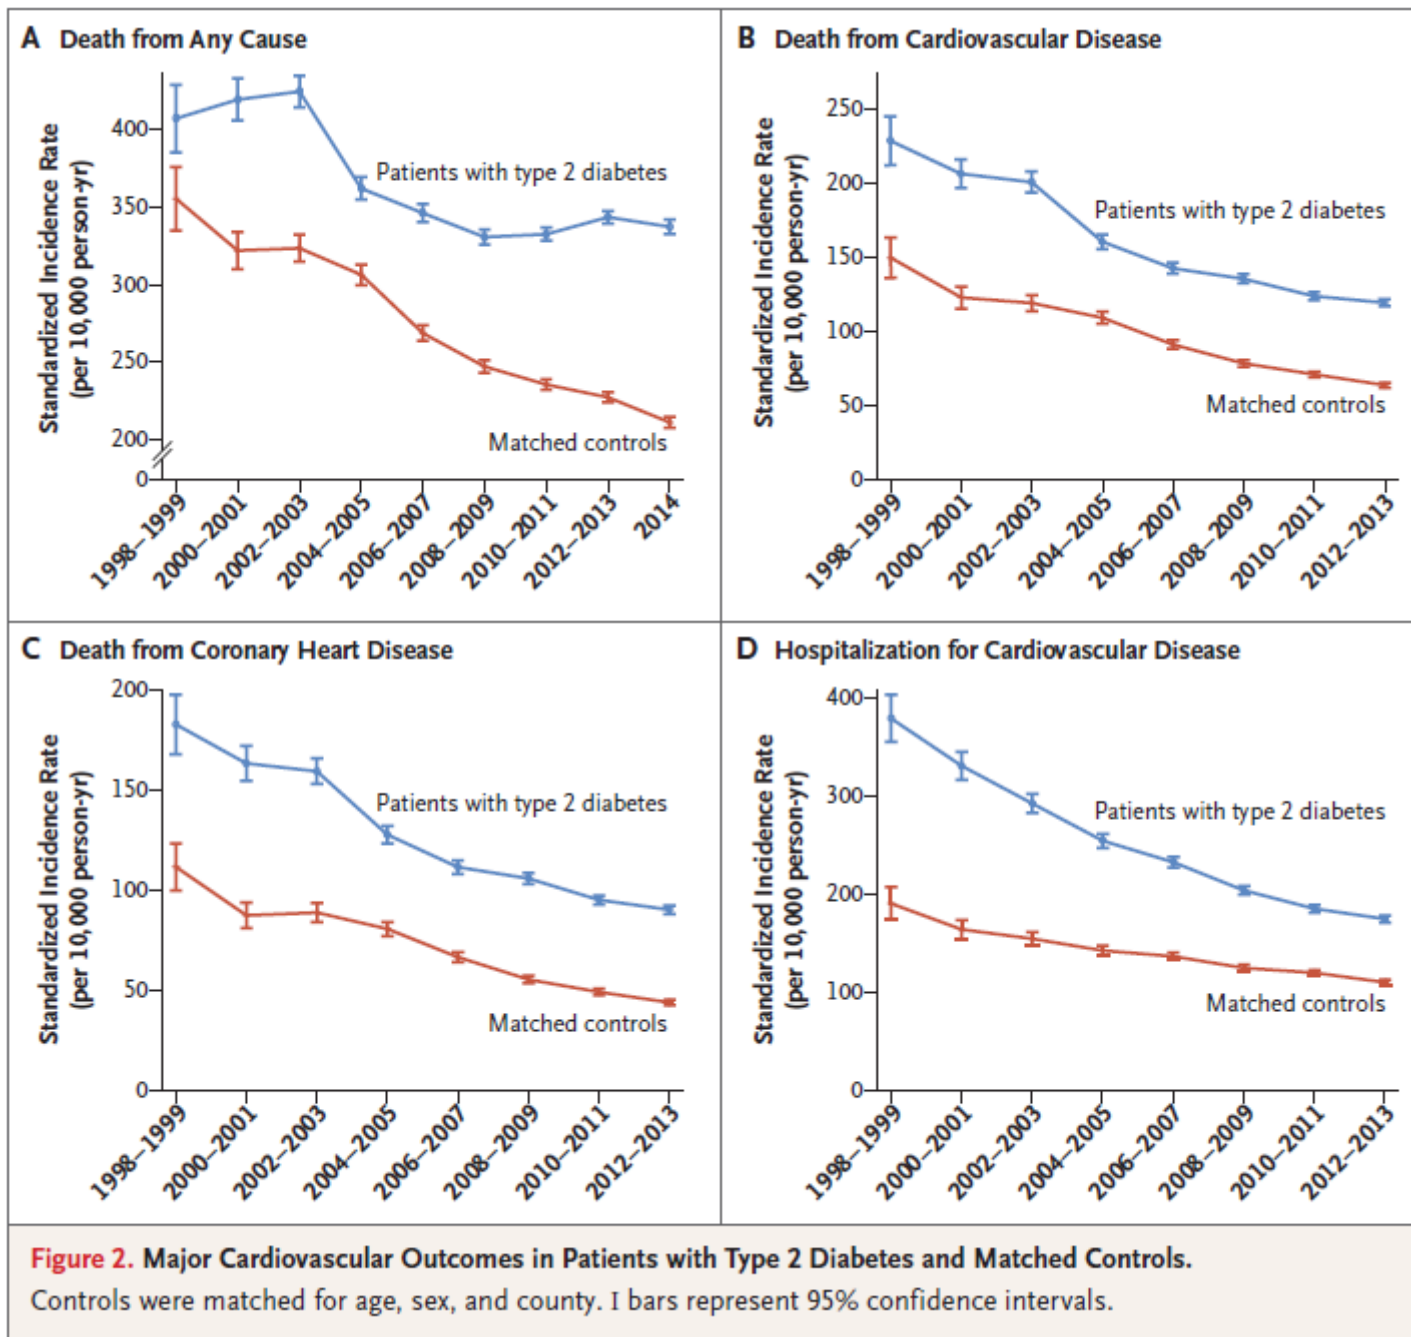 A Death from Any Cause
Standardized Incidence Rate
(per 10,000 person-yr)
400
350
300
250
200
0
Patients with type 2 diabetes
Matched controls
1998–1999
2000–2001
2002–2003
2004–2005
2006–2007
2008–2009
2010–2011
2012–2013
2014
B Death from Cardiovascular Disease
Standardized Incidence Rate
(per 10,000 person-yr)
250
200
150
100
50
0
Patients with type 2 diabetes
Matched controls
1998–1999
2000–2001
2002–2003
2004–2005
2006–2007
2008–2009
2010–2011
2012–2013
C Death from Coronary Heart Disease
Standardized Incidence Rate
(per 10,000 person-yr)
200
150
100
50
0
Patients with type 2 diabetes
Matched controls
1998–1999
2000–2001
2002–2003
2004–2005
2006–2007
2008–2009
2010–2011
2012–2013
D Hospitalization for Cardiovascular Disease
Standardized Incidence Rate
(per 10,000 person-yr)
400
300
200
100
0
Patients with type 2 diabetes
Matched controls
1998–1999
2000–2001
2002–2003
2004–2005
2006–2007
2008–2009
2010–2011
2012–2013
Figure 2. Major Cardiovascular Outcomes in Patients with Type 2 Diabetes and Matched Controls.
Controls were matched for age, sex, and county. I bars represent 95% confidence intervals.